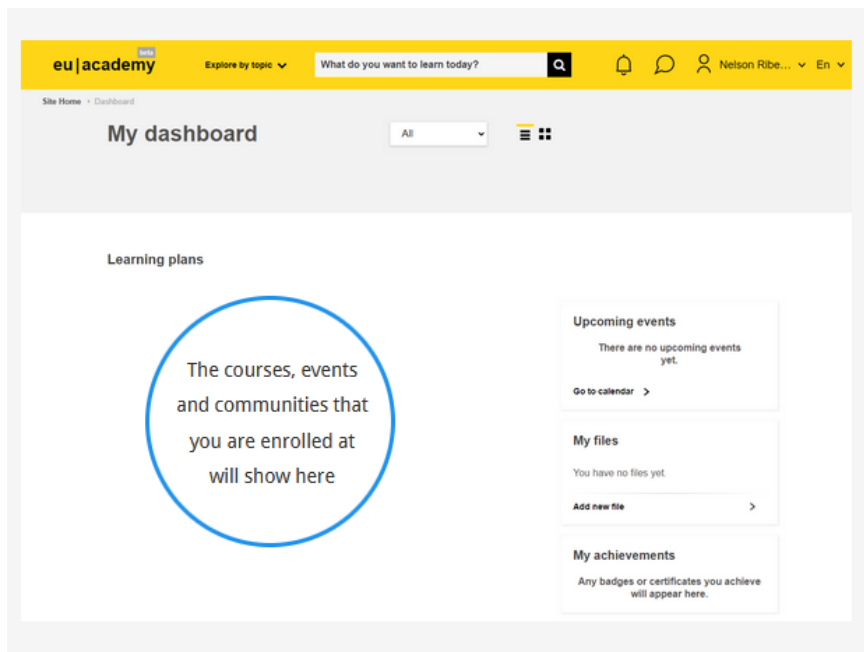 beta
eu|academy
Explore by topic
What do you want to learn today?
Nelson Ribe...
En
Site Home › Dashboard
My dashboard
All
Learning plans
The courses, events
and communities that
you are enrolled at
will show here
Upcoming events
There are no upcoming events
yet.
Go to calendar
My files
You have no files yet.
Add new file
My achievements
Any badges or certificates you achieve
will appear here.